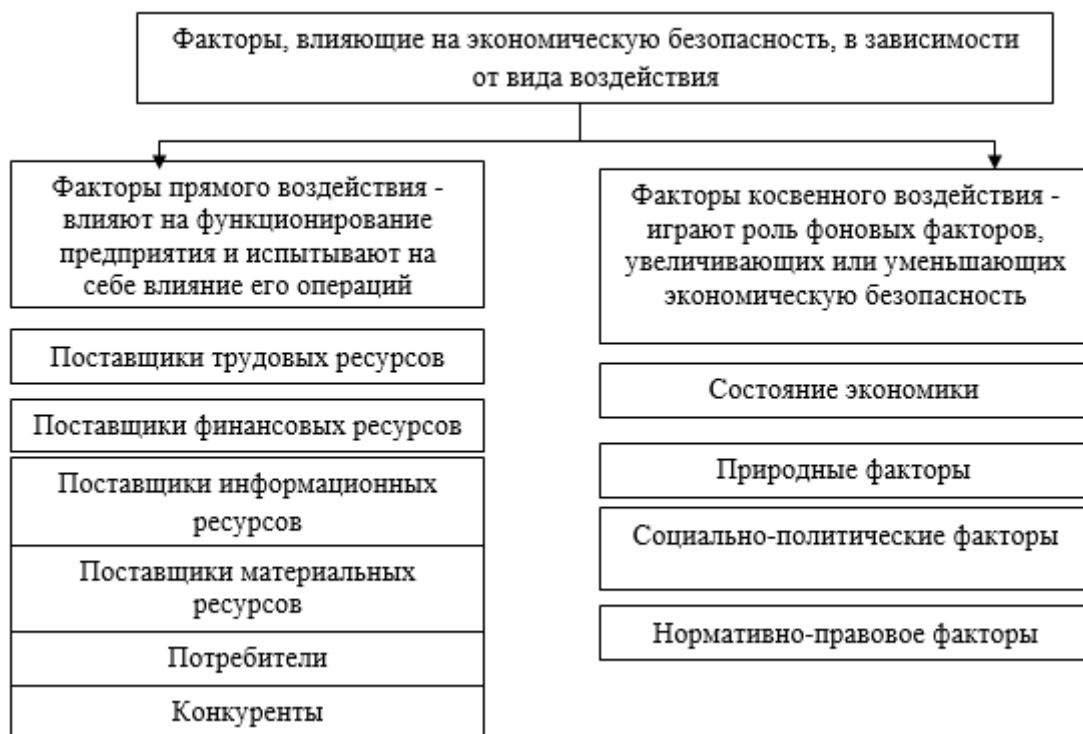 Факторы, влияющие на экономическую безопасность, в зависимости
от вида воздействия
Факторы прямого воздействия -
влияют на функционирование
предприятия и испытывают на
себе влияние его операций
Поставщики трудовых ресурсов
Поставщики финансовых ресурсов
Поставщики информационных
ресурсов
Поставщики материальных
ресурсов
Потребители
Конкуренты
Факторы косвенного воздействия -
играют роль фоновых факторов,
увеличивающих или уменьшающих
экономическую безопасность
Состояние экономики
Природные факторы
Социально-политические факторы
Нормативно-правовое факторы